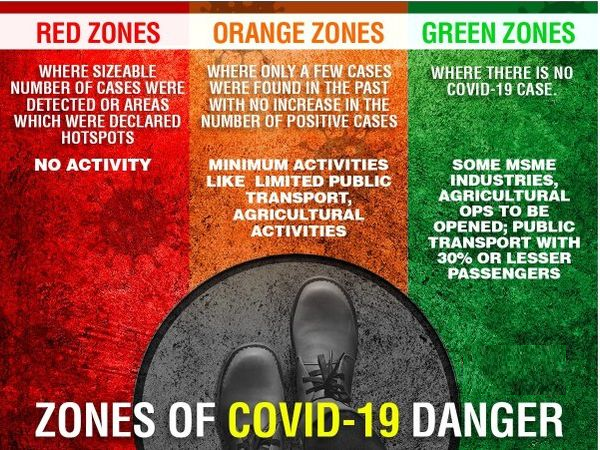 RED ZONES
WHERE SIZEABLE
NUMBER OF CASES WERE
DETECTED OR AREAS
WHICH WERE DECLARED
HOTSPOTS
NO ACTIVITY
ORANGE ZONES
WHERE ONLY A FEW CASES
WERE FOUND IN THE PAST
WITH NO INCREASE IN THE
NUMBER OF POSITIVE CASES
MINIMUM ACTIVITIES
LIKE LIMITED PUBLIC
TRANSPORT,
AGRICULTURAL
ACTIVITIES
GREEN ZONES
WHERE THERE IS NO
COVID-19 CASE.
SOME MSME
INDUSTRIES,
AGRICULTURAL
OPS TO BE
OPENED; PUBLIC
TRANSPORT WITH
30% OR LESSER
PASSENGERS
ZONES OF COVID-19 DANGER